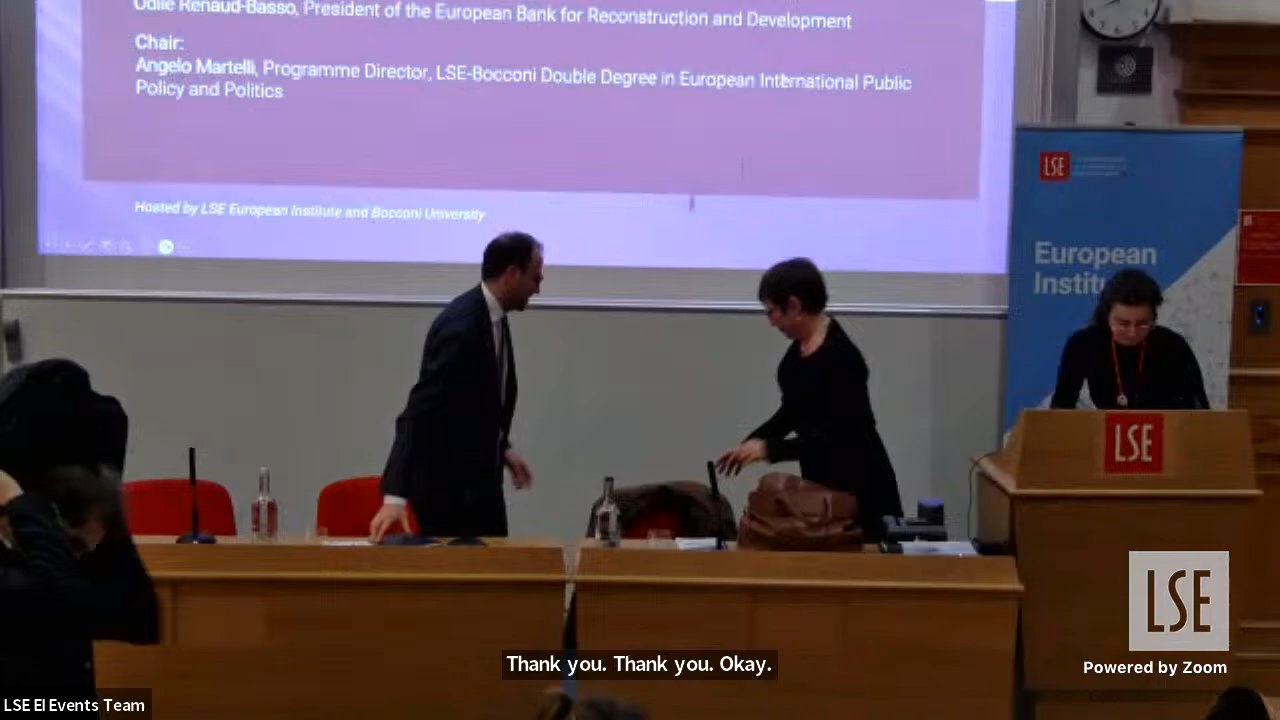 Odile Renaud-Basso, President of the European Bank for Reconstruction and Development
Chair:
Angelo Martelli, Programme Director, LSE-Bocconi Double Degree in European International Public
Policy and Politics
Hosted by LSE European Institute and Bocconi University
LSE
European
LSE
LSE
Powered by Zoom
Thank you. Thank you. Okay.
LSE EI Events Team